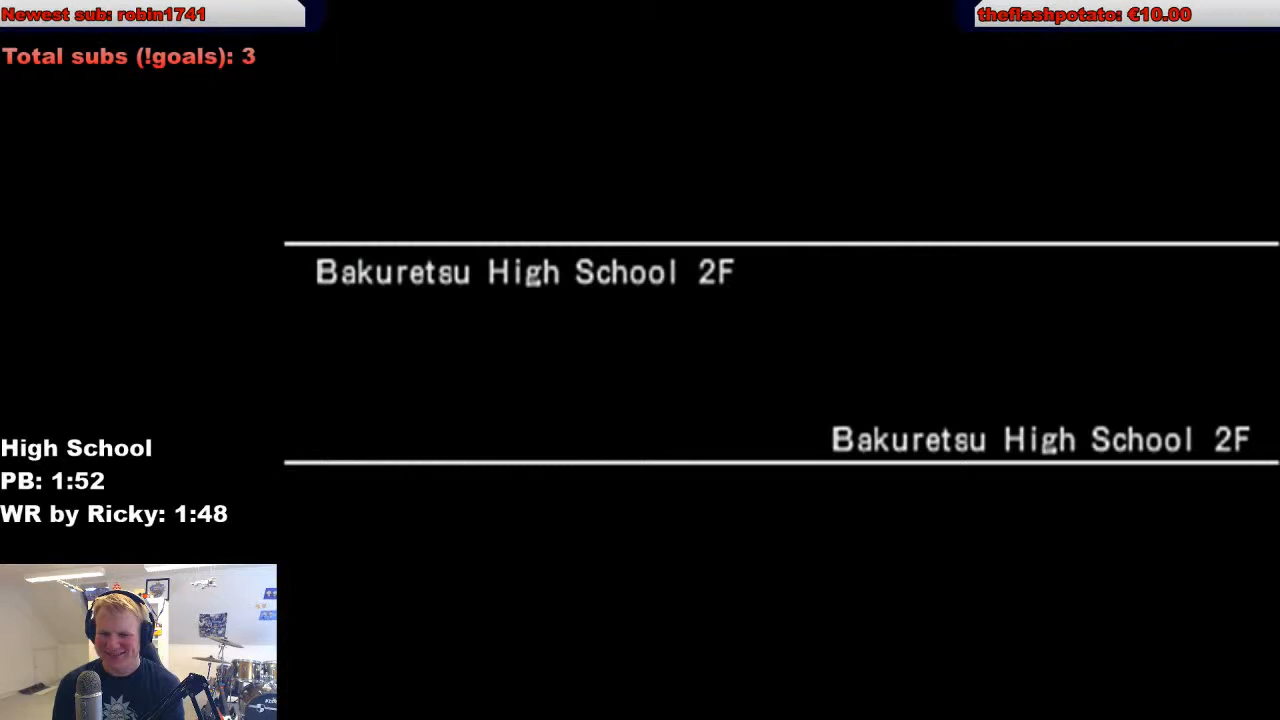 Newest sub: robin1741
theflashpotato: €10.00
Total subs (!goals): 3
Bakuretsu High School 2F
Bakuretsu High School 2F
High School
PB: 1:52
WR by Ricky: 1:48